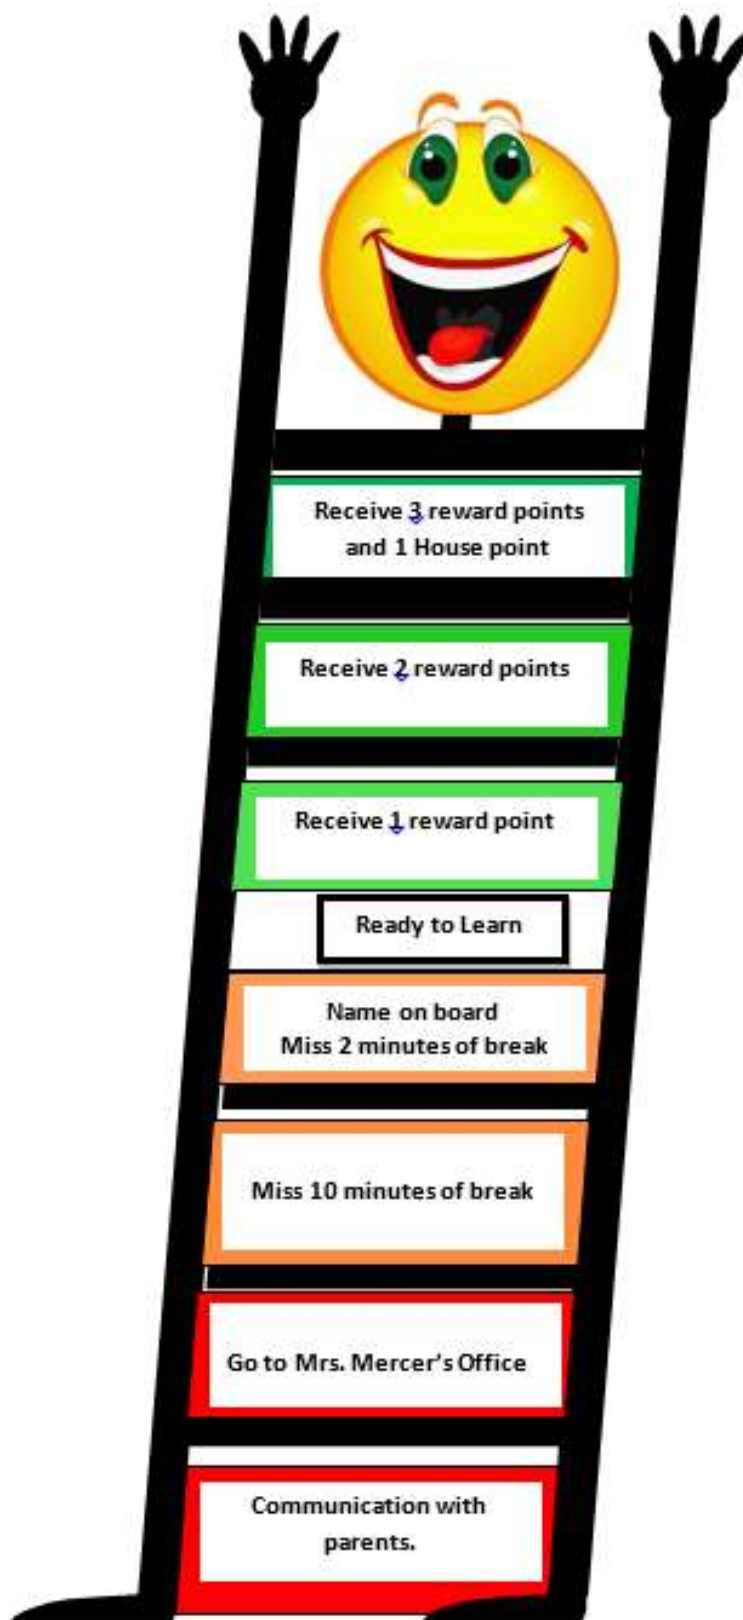 Receive 3 reward points
and 1 House point
Receive 2 reward points
Receive 1 reward point
Ready to Learn
Name on board
Miss 2 minutes of break
Miss 10 minutes of break
Go to Mrs. Mercer's Office
Communication with
parents.